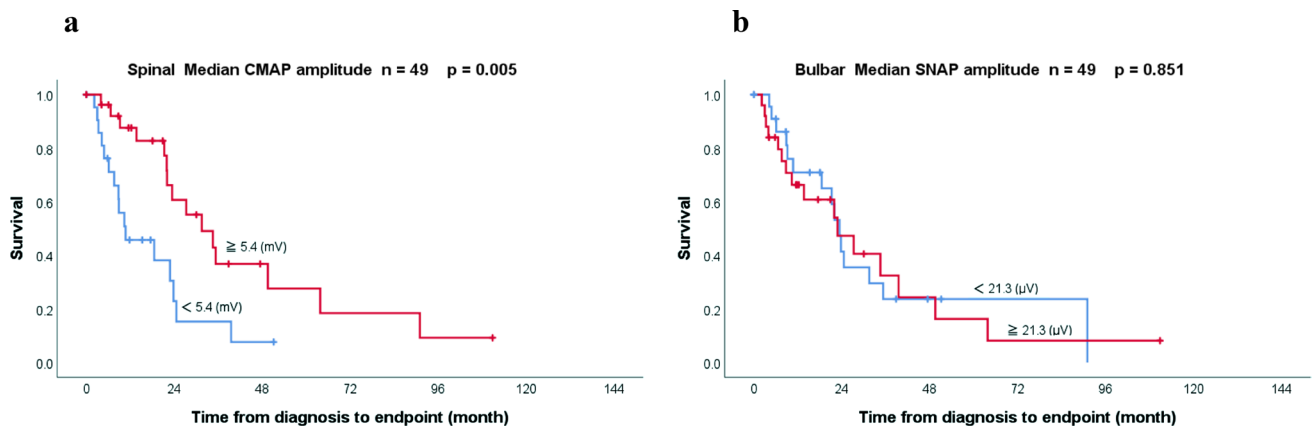 a
Spinal Median CMAP amplitude n = 49 p = 0.005
1.0
0.8
0.6
0.4
0.2
0.0
Survival
≧ 5.4 (mV)
< 5.4 (mV)
0 24 48 72 96 120 144
Time from diagnosis to endpoint (month)
b
Bulbar Median SNAP amplitude n = 49 p = 0.851
1.0
0.8
0.6
0.4
0.2
0.0
Survival
< 21.3 (μV)
≧ 21.3 (μV)
0 24 48 72 96 120 144
Time from diagnosis to endpoint (month)